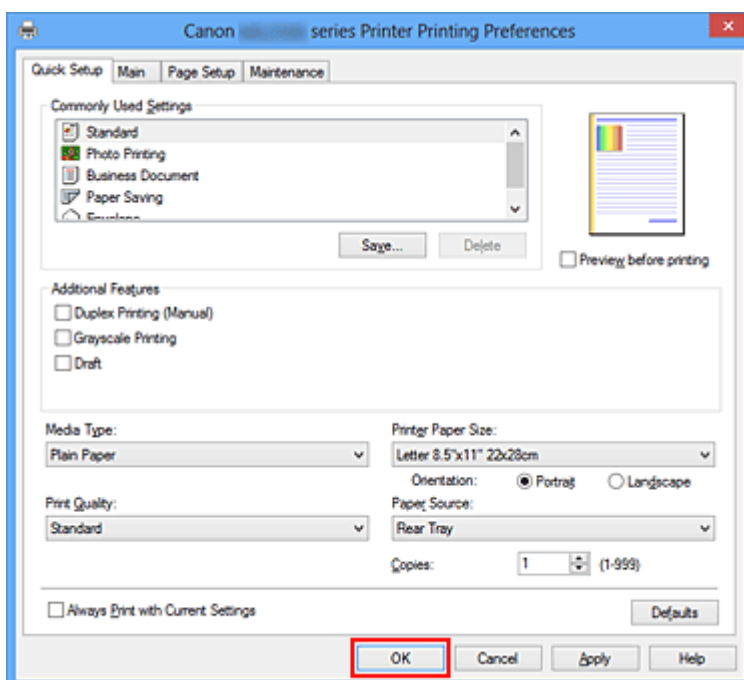 Canon series Printer Printing Preferences
Quick Setup Main Page Setup Maintenance
Commonly Used Settings
Standard
Photo Printing
Business Document
Paper Saving
Envelope
Save... Delete
Preview before printing
Additional Features
Duplex Printing (Manual)
Grayscale Printing
Draft
Media Type: Printer Paper Size:
Plain Paper Letter 8.5"x11" 22x28cm
Orientation: Portrait Landscape
Print Quality: Paper Source:
Standard Rear Tray
Copies: 1 (1-999)
Always Print with Current Settings Defaults
OK Cancel Apply Help